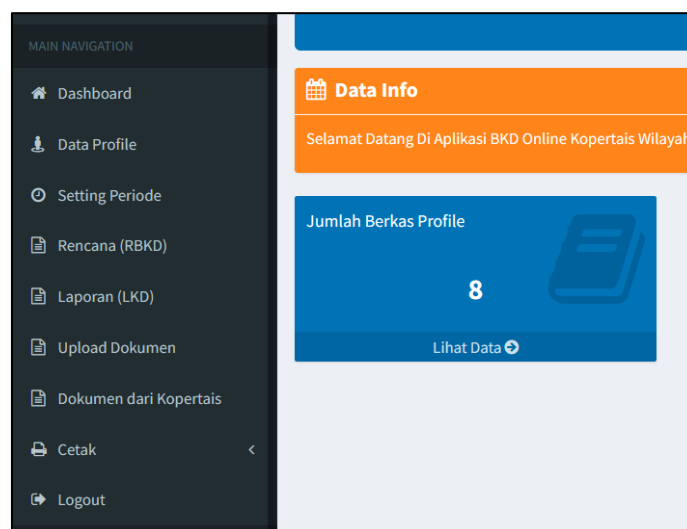 MAIN NAVIGATION
Dashboard
Data Profile
Setting Periode
Rencana (RBKD)
Laporan (LKD)
Upload Dokumen
Dokumen dari Kopertais
Cetak
Logout
Data Info
Selamat Datang Di Aplikasi BKD Online Kopertais Wilayah
Jumlah Berkas Profile
8
Lihat Data